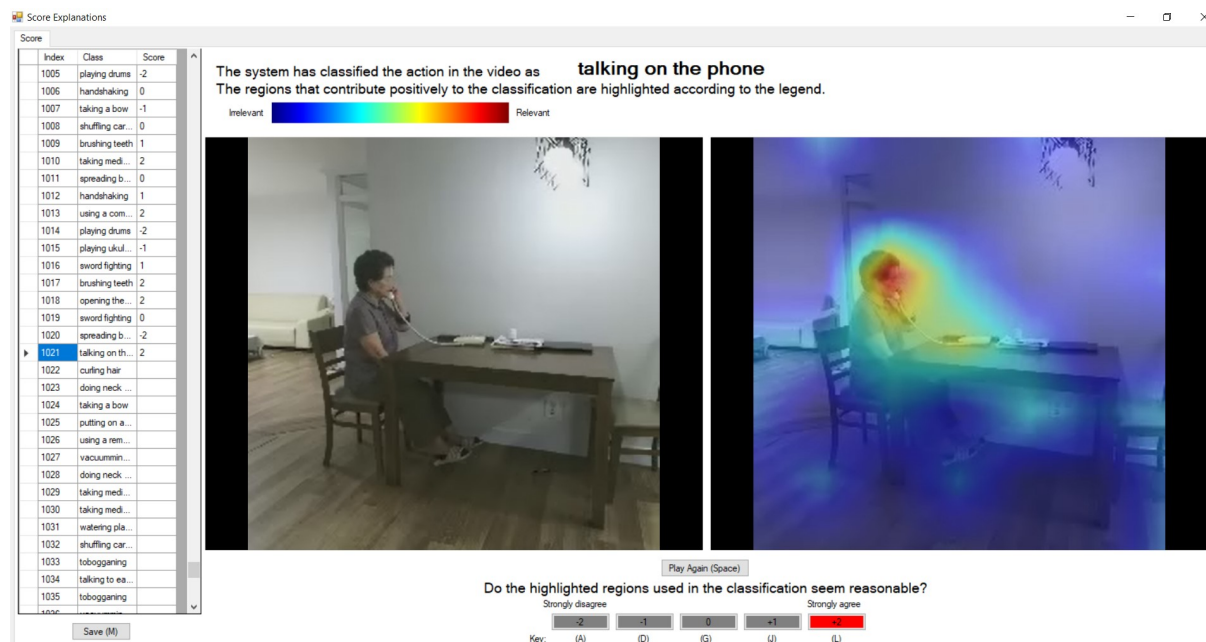 Score Explanations
Score
Index Class Score
1005 playing drums -2
1006 handshaking 0
1007 taking a bow -1
1008 shuffling car... 0
1009 brushing teeth 1
1010 taking medi... 2
1011 spreading b... 0
1012 handshaking 1
1013 using a com... 2
1014 playing drums -2
1015 playing ukul... -1
1016 sword fighting 1
1017 brushing teeth 2
1018 opening the... 2
1019 sword fighting 0
1020 spreading b... -2
1021 talking on th... 2
1022 curling hair
1023 doing neck ...
1024 taking a bow
1025 putting on a...
1026 using a rem...
1027 vacuummin...
1028 doing neck ...
1029 taking medi...
1030 taking medi...
1031 watering pla...
1032 shuffling car...
1033 tobogganing
1034 talking to ea...
1035 tobogganing
Save (M)
The system has classified the action in the video as talking on the phone
The regions that contribute positively to the classification are highlighted according to the legend.
Irrelevant Relevant
Play Again (Space)
Do the highlighted regions used in the classification seem reasonable?
Strongly disagree Strongly agree
-2 -1 0 +1 +2
Key: (A) (D) (G) (J) (L)